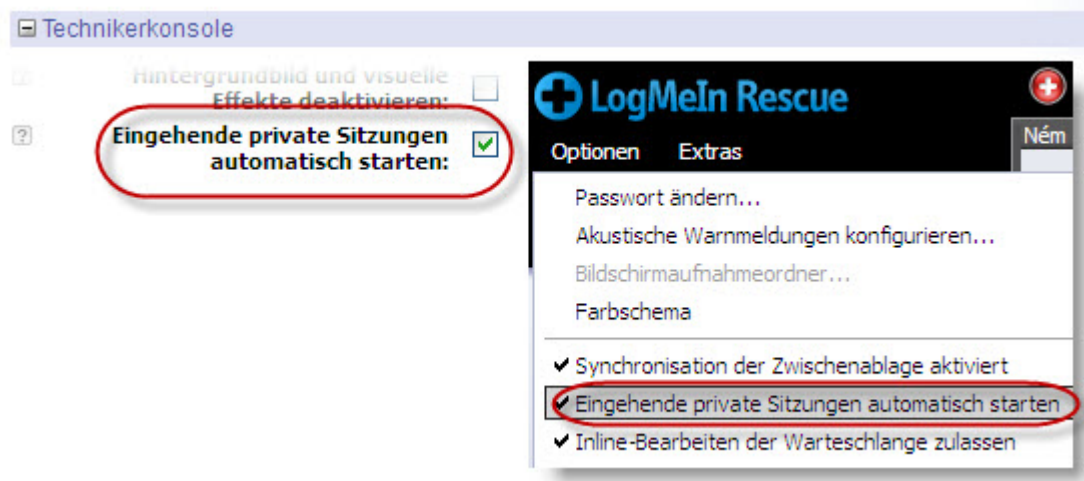 Technikerkonsole
Hintergrundbild und visuelle
Effekte deaktivieren:
?
Eingehende private Sitzungen
automatisch starten:
LogMeIn Rescue
Optionen Extras
Ném
Passwort ändern...
Akustische Warnmeldungen konfigurieren...
Bildschirmaufnahmeordner...
Farbschema
Synchronisation der Zwischenablage aktiviert
Eingehende private Sitzungen automatisch starten
Inline-Bearbeiten der Warteschlange zulassen